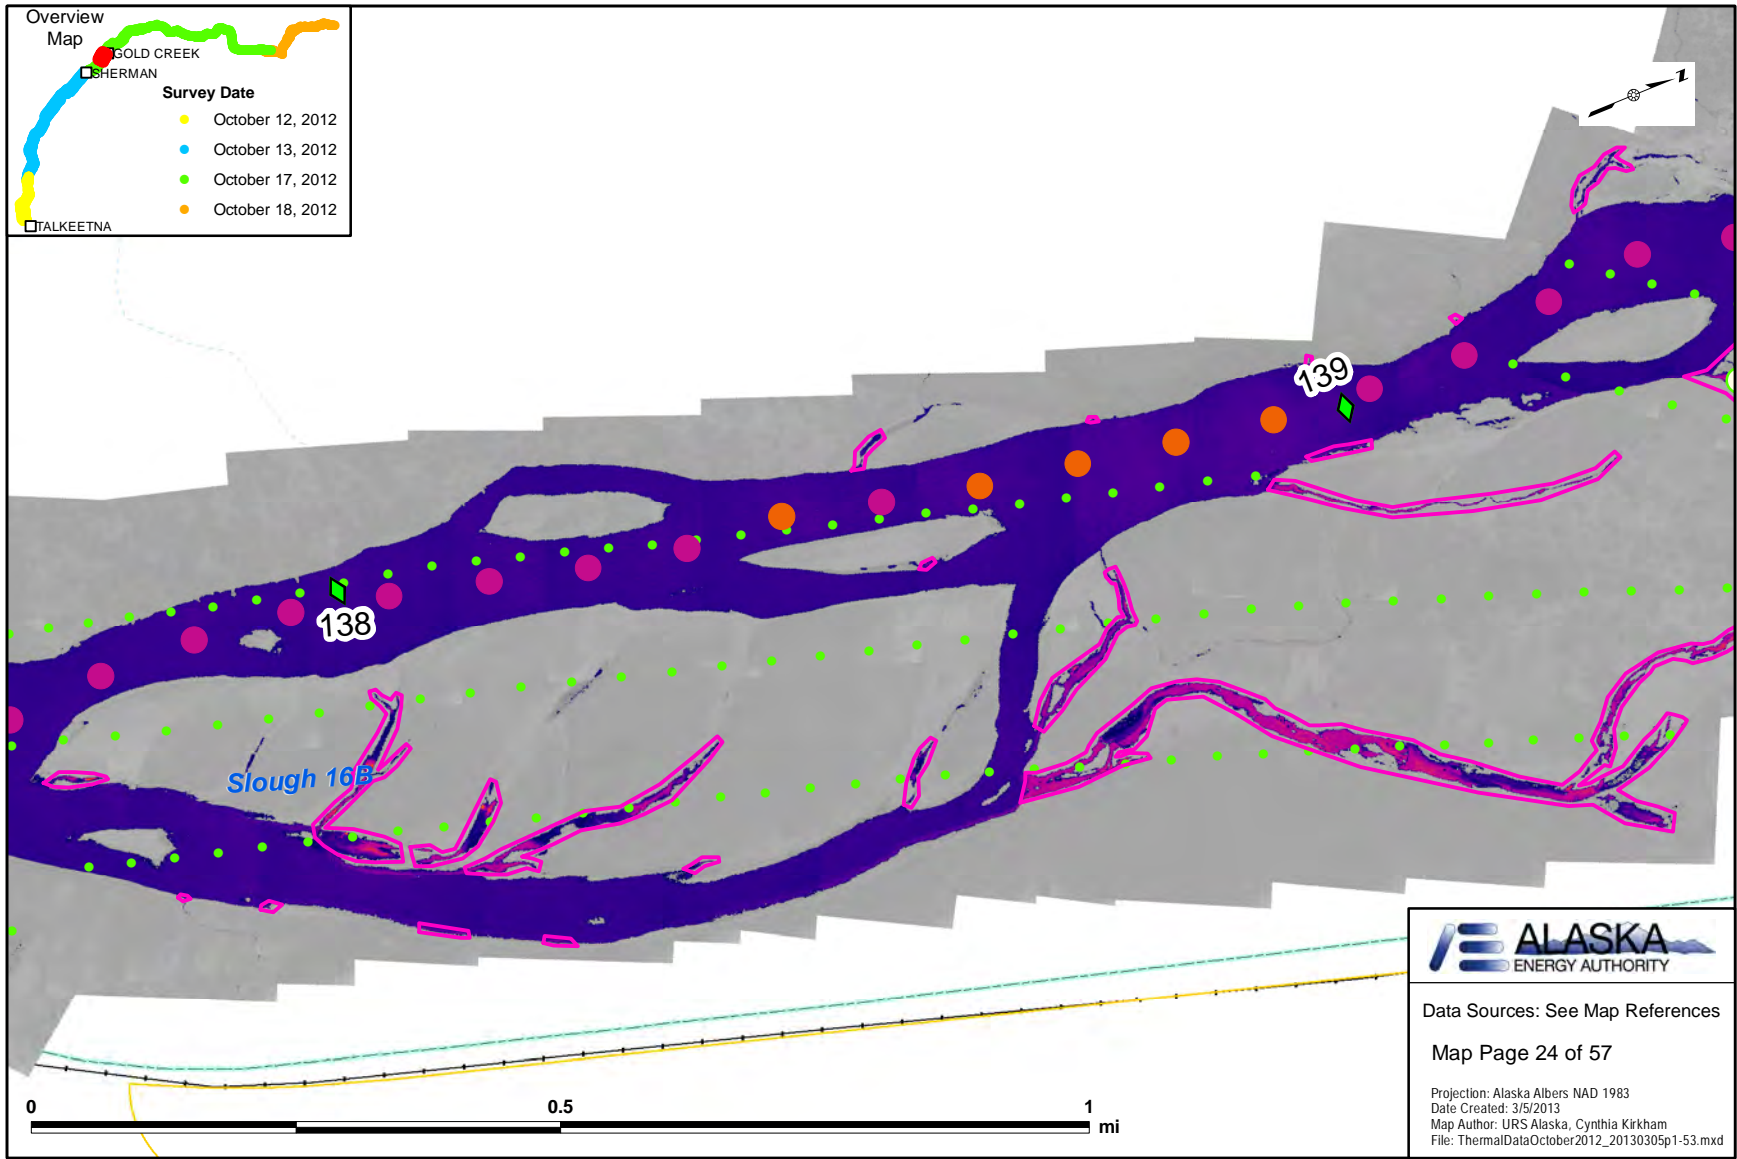 Overview
Map
GOLD CREEK
SHERMAN
Survey Date
October 12, 2012
October 13, 2012
October 17, 2012
October 18, 2012
TALKEETNA
Z
139
138
Slough 16B
ALASKA
ENERGY AUTHORITY
Data Sources: See Map References
Map Page 24 of 57
Projection: Alaska Albers NAD 1983
Date Created: 3/5/2013
Map Author: URS Alaska, Cynthia Kirkham
File: ThermalDataOctober2012_20130305p1-53.mxd
0 0.5 1
mi